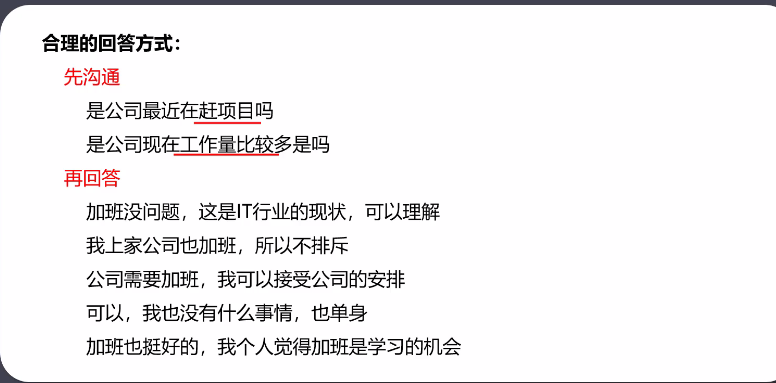 合理的回答方式：
先沟通
是公司最近在赶项目吗
是公司现在工作量比较多是吗
再回答
加班没问题，这是IT行业的现状，可以理解
我上家公司也加班，所以不排斥
公司需要加班，我可以接受公司的安排
可以，我也没有什么事情，也单身
加班也挺好的，我个人觉得加班是学习的机会